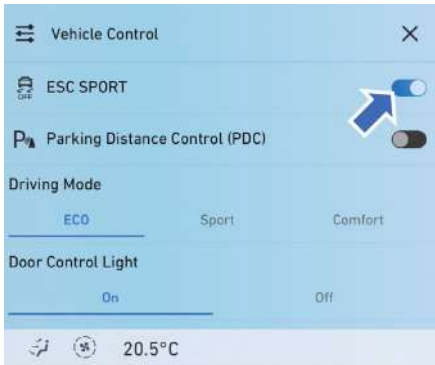 Vehicle Control
OFF ESC SPORT
P Parking Distance Control (PDC)
Driving Mode
ECO Sport Comfort
Door Control Light
On Off
20.5°C